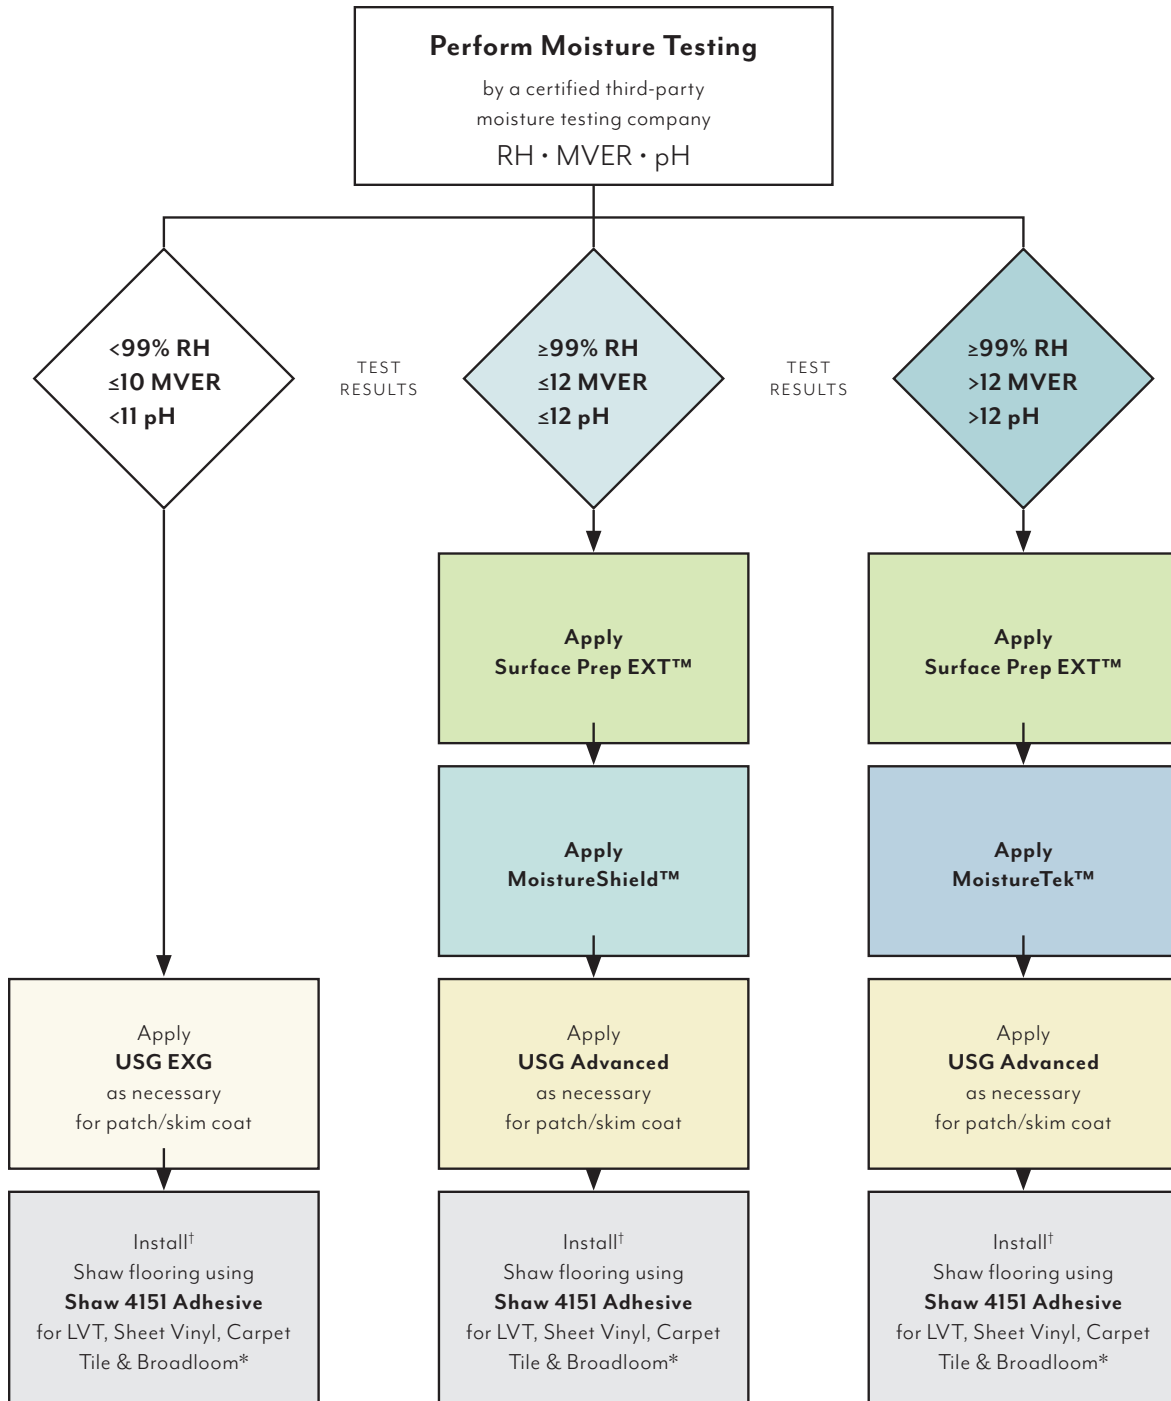 Perform Moisture Testing
by a certified third-party
moisture testing company
RH • MVER • pH
<99% RH
≤10 MVER
<11 pH
TEST
RESULTS
≥99% RH
≤12 MVER
≤12 pH
TEST
RESULTS
≥99% RH
>12 MVER
>12 pH
Apply
Surface Prep EXT™
Apply
Surface Prep EXT™
Apply
MoistureShield™
Apply
MoistureTek™
Apply
USG EXG
as necessary
for patch/skim coat
Apply
USG Advanced
as necessary
for patch/skim coat
Apply
USG Advanced
as necessary
for patch/skim coat
Install†
Shaw flooring using
Shaw 4151 Adhesive
for LVT, Sheet Vinyl, Carpet
Tile & Broadloom*
Install†
Shaw flooring using
Shaw 4151 Adhesive
for LVT, Sheet Vinyl, Carpet
Tile & Broadloom*
Install†
Shaw flooring using
Shaw 4151 Adhesive
for LVT, Sheet Vinyl, Carpet
Tile & Broadloom*